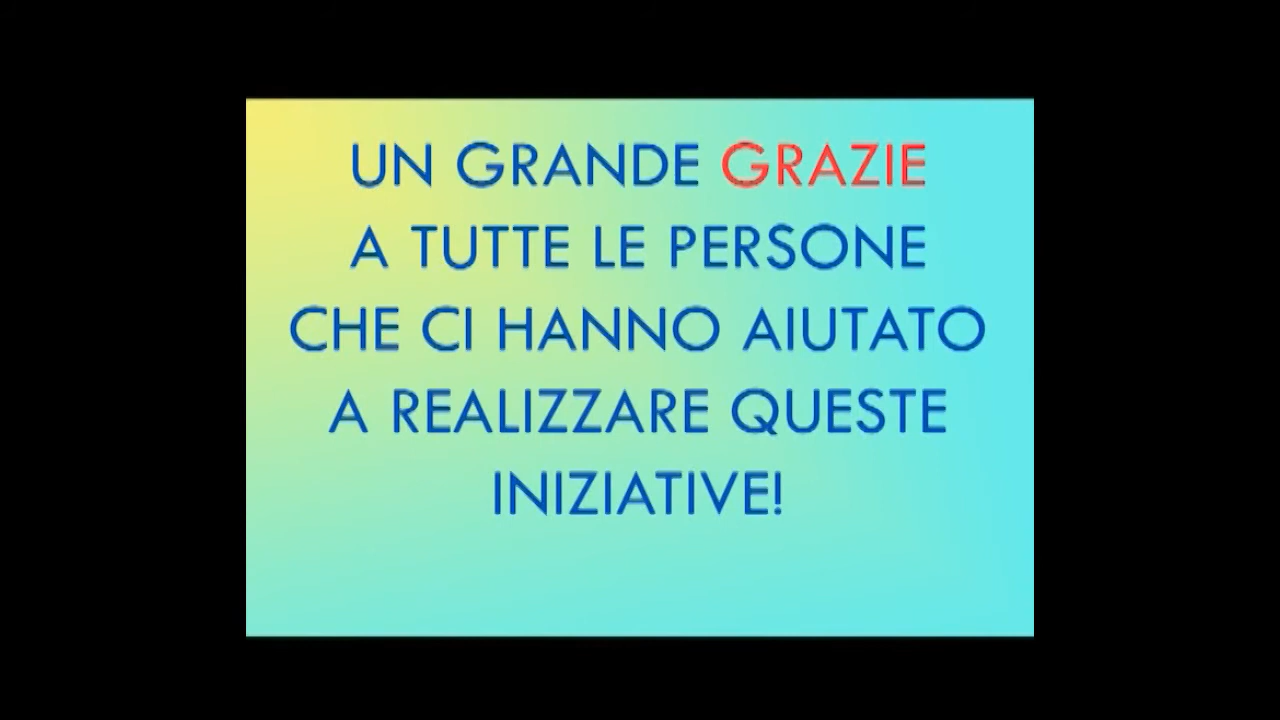 UN GRANDE GRAZIE
A TUTTE LE PERSONE
CHE CI HANNO AIUTATO
A REALIZZARE QUESTE
INIZIATIVE!